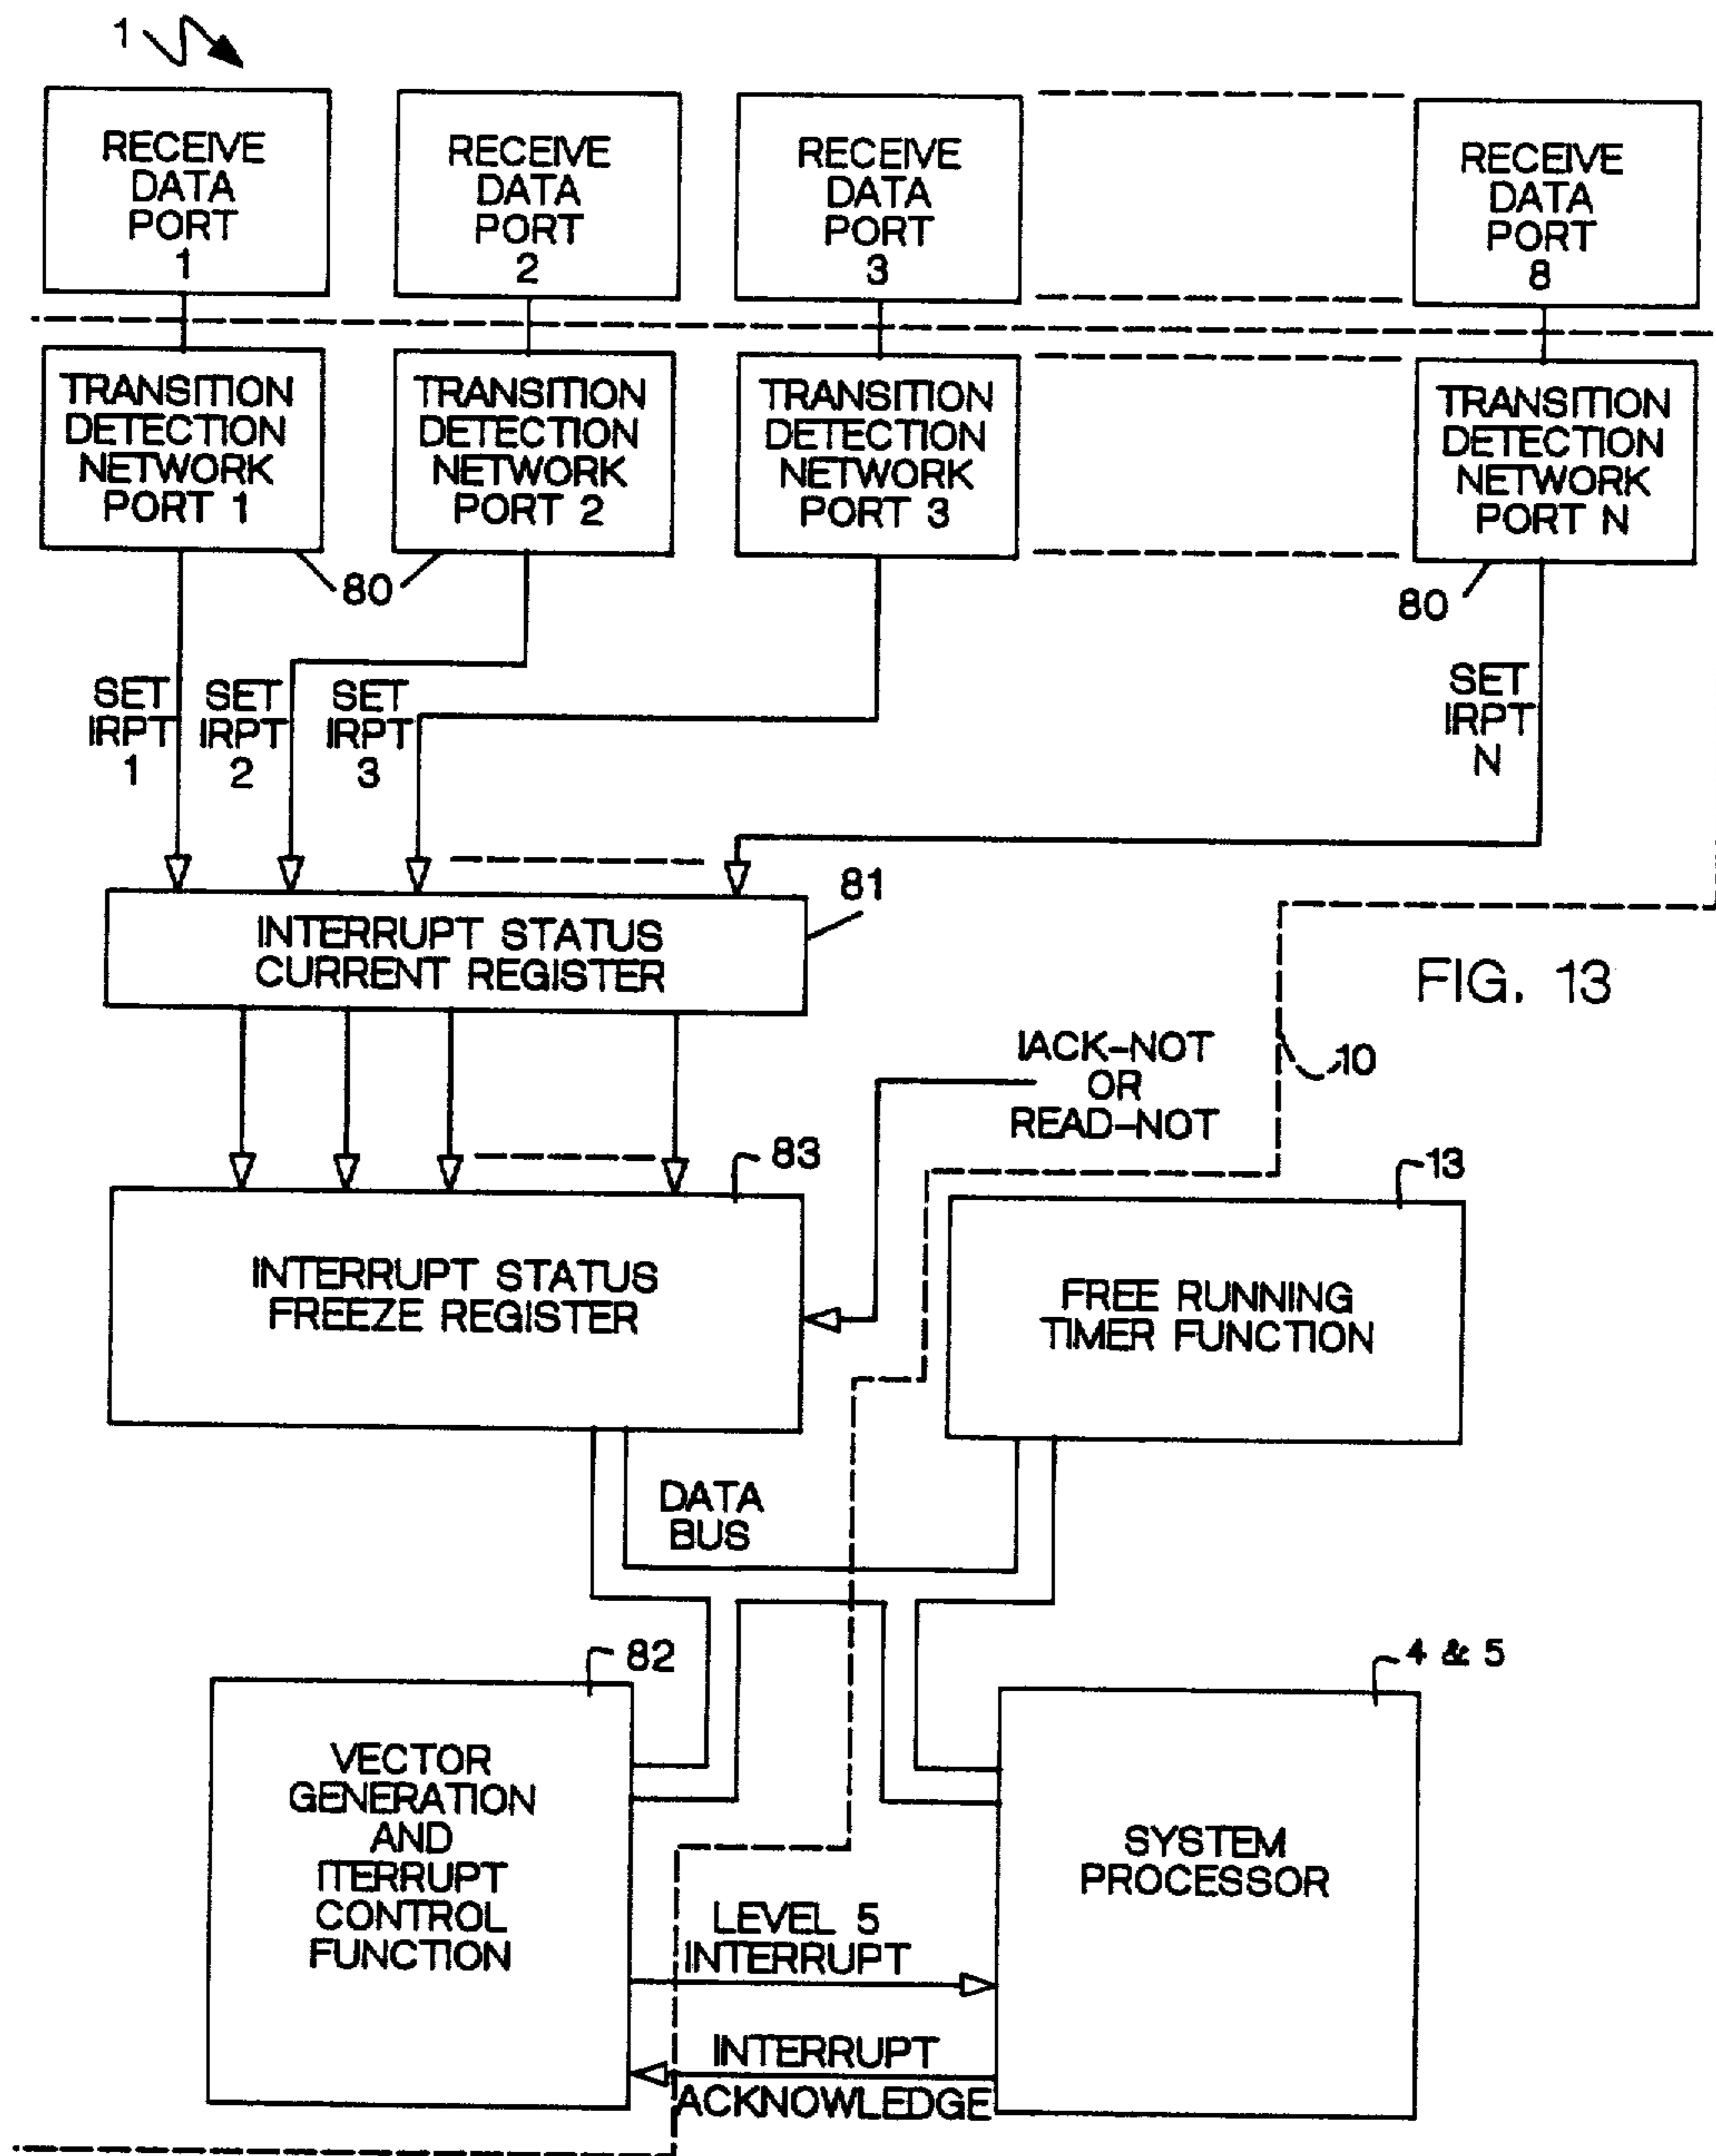 1
RECEIVE
DATA
PORT
1
RECEIVE
DATA
PORT
2
RECEIVE
DATA
PORT
3
RECEIVE
DATA
PORT
8
TRANSITION
DETECTION
NETWORK
PORT 1
TRANSITION
DETECTION
NETWORK
PORT 2
TRANSITION
DETECTION
NETWORK
PORT 3
TRANSITION
DETECTION
NETWORK
PORT N
80
80
SET
IRPT
1
SET
IRPT
2
SET
IRPT
3
SET
IRPT
N
81
INTERRUPT STATUS
CURRENT REGISTER
FIG. 13
IACK-NOT
OR
READ-NOT
10
83
13
INTERRUPT STATUS
FREEZE REGISTER
FREE RUNNING
TIMER FUNCTION
DATA
BUS
82
4 & 5
VECTOR
GENERATION
AND
ITERRUPT
CONTROL
FUNCTION
SYSTEM
PROCESSOR
LEVEL 5
INTERRUPT
INTERRUPT
ACKNOWLEDGE